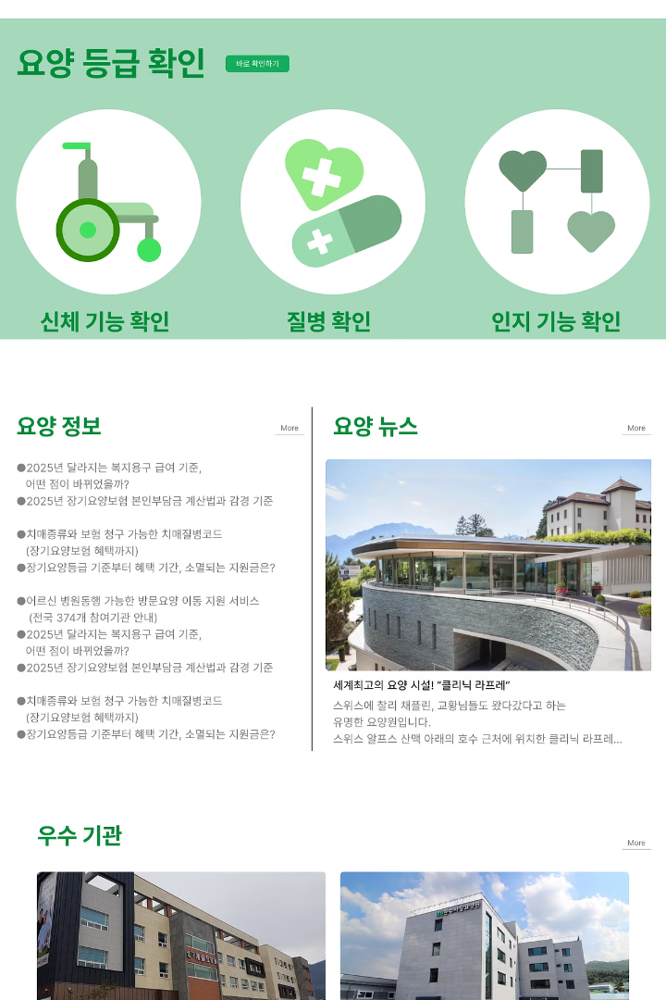 요양 등급 확인
바로 확인하기
신체 기능 확인
질병 확인
인지 기능 확인
요양 정보
More
●2025년 달라지는 복지용구 급여 기준,
어떤 점이 바뀌었을까?
●2025년 장기요양보험 본인부담금 계산법과 감경 기준
●치매종류와 보험 청구 가능한 치매질병코드
(장기요양보험 혜택까지)
●장기요양등급 기준부터 혜택 기간, 소멸되는 지원금은?
●어르신 병원동행 가능한 방문요양 이동 지원 서비스
(전국 374개 참여기관 안내)
●2025년 달라지는 복지용구 급여 기준,
어떤 점이 바뀌었을까?
●2025년 장기요양보험 본인부담금 계산법과 감경 기준
●치매종류와 보험 청구 가능한 치매질병코드
(장기요양보험 혜택까지)
●장기요양등급 기준부터 혜택 기간, 소멸되는 지원금은?
요양 뉴스
More
세계최고의 요양 시설! “클리닉 라프레”
스위스에 찰리 채플린, 교황님들도 왔다갔다고 하는
유명한 요양원입니다.
스위스 알프스 산맥 아래의 호수 근처에 위치한 클리닉 라프레...
우수 기관
More